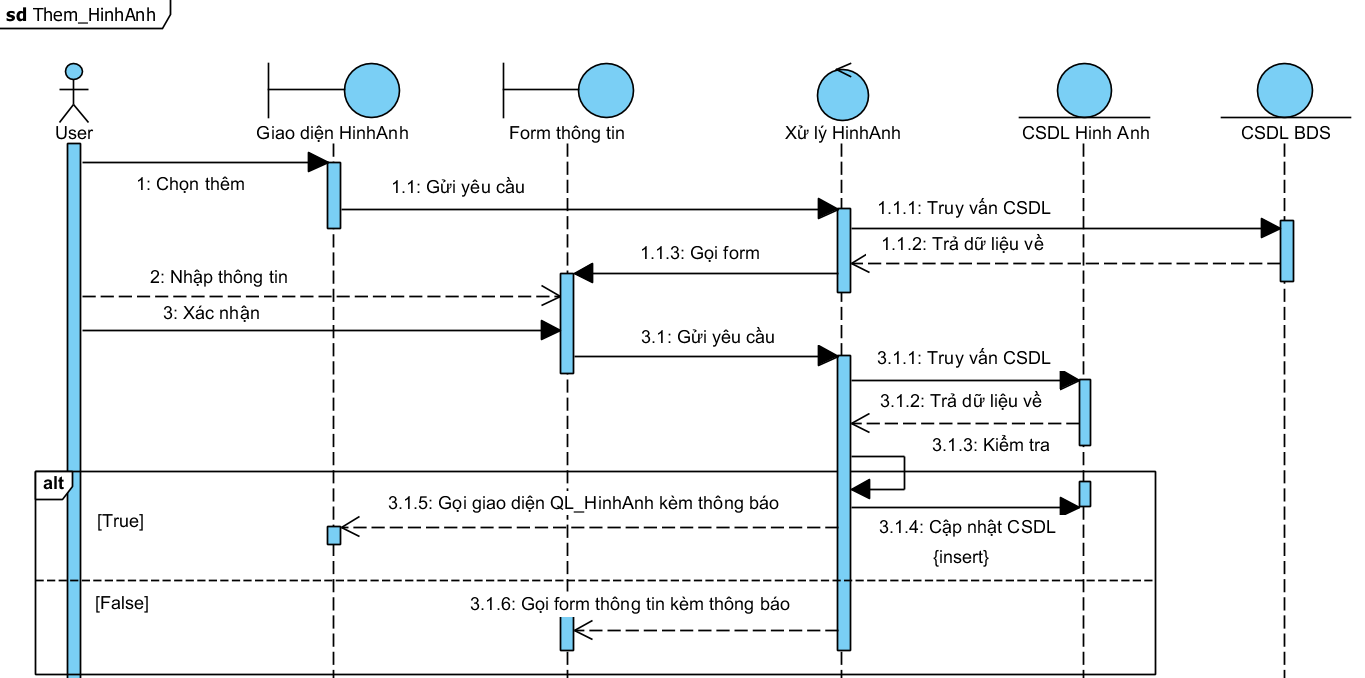 sd Them_HinhAnh
User
Giao diện HinhAnh
Form thông tin
Xử lý HinhAnh
CSDL Hinh Anh
CSDL BDS
1: Chọn thêm
1.1: Gửi yêu cầu
1.1.1: Truy vấn CSDL
1.1.2: Trả dữ liệu về
1.1.3: Gọi form
2: Nhập thông tin
3: Xác nhận
3.1: Gửi yêu cầu
3.1.1: Truy vấn CSDL
3.1.2: Trả dữ liệu về
3.1.3: Kiểm tra
alt
[True]
3.1.5: Gọi giao diện QL_HinhAnh kèm thông báo
3.1.4: Cập nhật CSDL
{insert}
[False]
3.1.6: Gọi form thông tin kèm thông báo